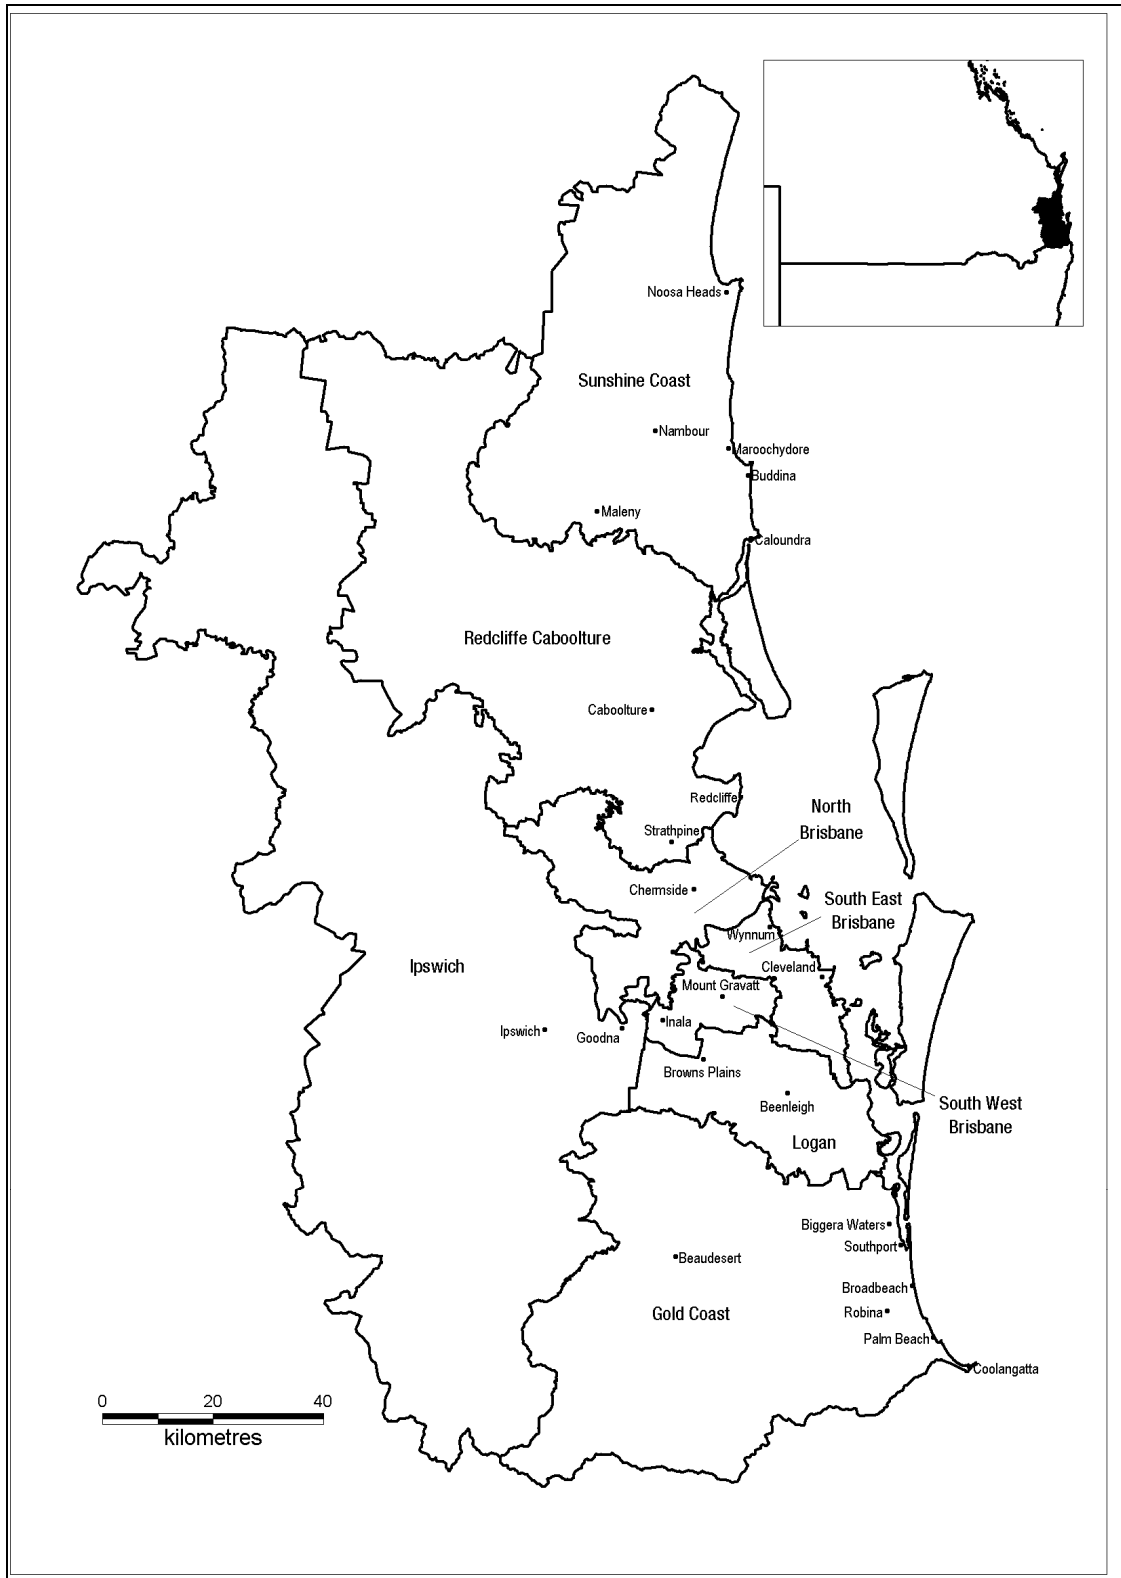 Noosa Heads
Sunshine Coast
Nambour
Maroochydore
Buddina
Maleny
Caloundra
Redcliffe Caboolture
Caboolture
Redcliffe
North
Brisbane
Strathpine
Chermside
South East
Brisbane
Wynnum
Ipswich
Cleveland
Mount Gravatt
Inala
Ipswich
Goodna
Browns Plains
Beenleigh
South West
Brisbane
Logan
Biggera Waters
Southport
Beaudesert
Broadbeach
Gold Coast
Robina
Palm Beach
Coolangatta
0 20 40
kilometres